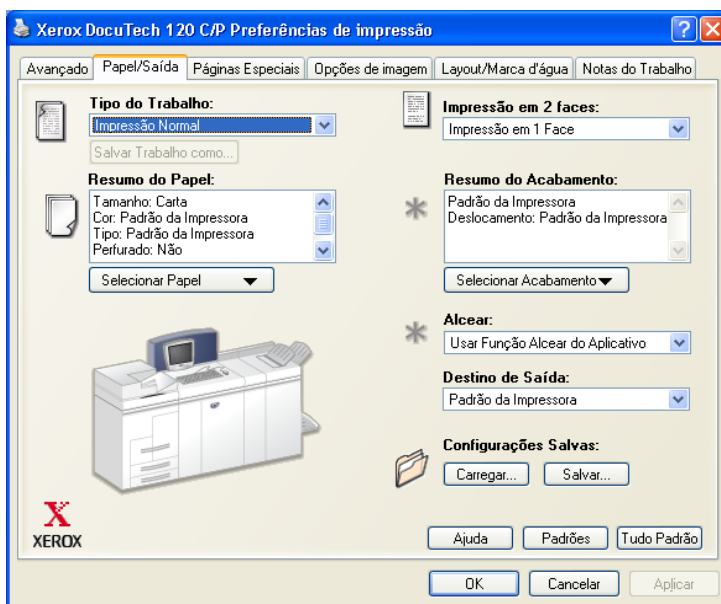 Xerox DocuTech 120 C/P Preferências de impressão
Avançado Papel/Saída Páginas Especiais Opções de imagem Layout/Marca d'água Notas do Trabalho
Tipo do Trabalho:
Impressão Normal
Salvar Trabalho como...
Impressão em 2 faces:
Impressão em 1 Face
Resumo do Papel:
Tamanho: Carta
Cor: Padrão da Impressora
Tipo: Padrão da Impressora
Perfurado: Não
Selecionar Papel
Resumo do Acabamento:
Padrão da Impressora
Deslocamento: Padrão da Impressora
Selecionar Acabamento
Alcear:
Usar Função Alcear do Aplicativo
Destino de Saída:
Padrão da Impressora
Configurações Salvas:
Carregar... Salvar...
X
XEROX
Ajuda Padrões Tudo Padrão
OK Cancelar Aplicar